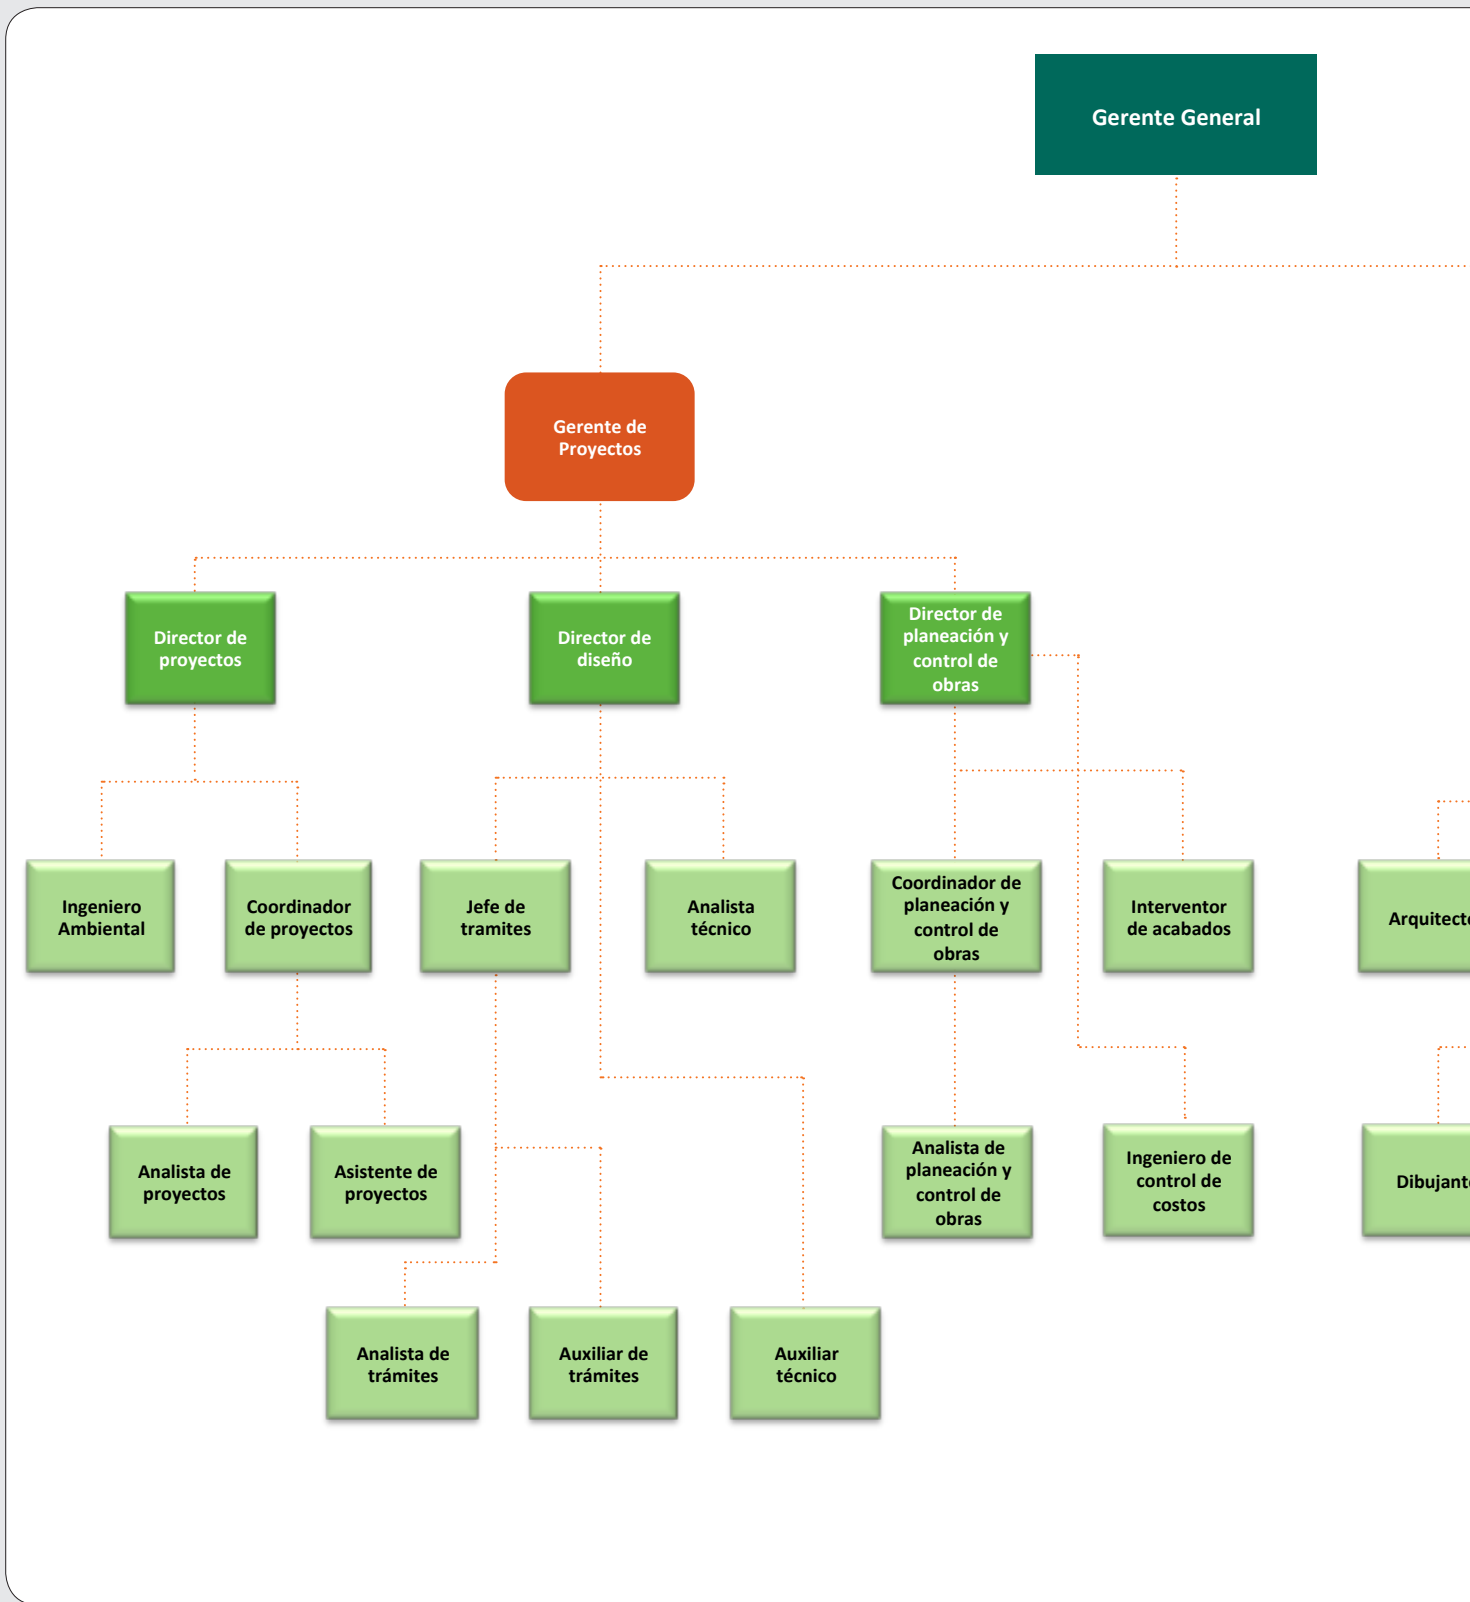 Gerente General
Gerente de
Proyectos
Director de
proyectos
Director de
diseño
Director de
planeación y
control de
obras
Ingeniero
Ambiental
Coordinador
de proyectos
Jefe de
tramites
Analista
técnico
Coordinador de
planeación y
control de
obras
Interventor
de acabados
Analista de
proyectos
Asistente de
proyectos
Analista de
planeación y
control de
obras
Ingeniero de
control de
costos
Analista de
trámites
Auxiliar de
trámites
Auxiliar
técnico